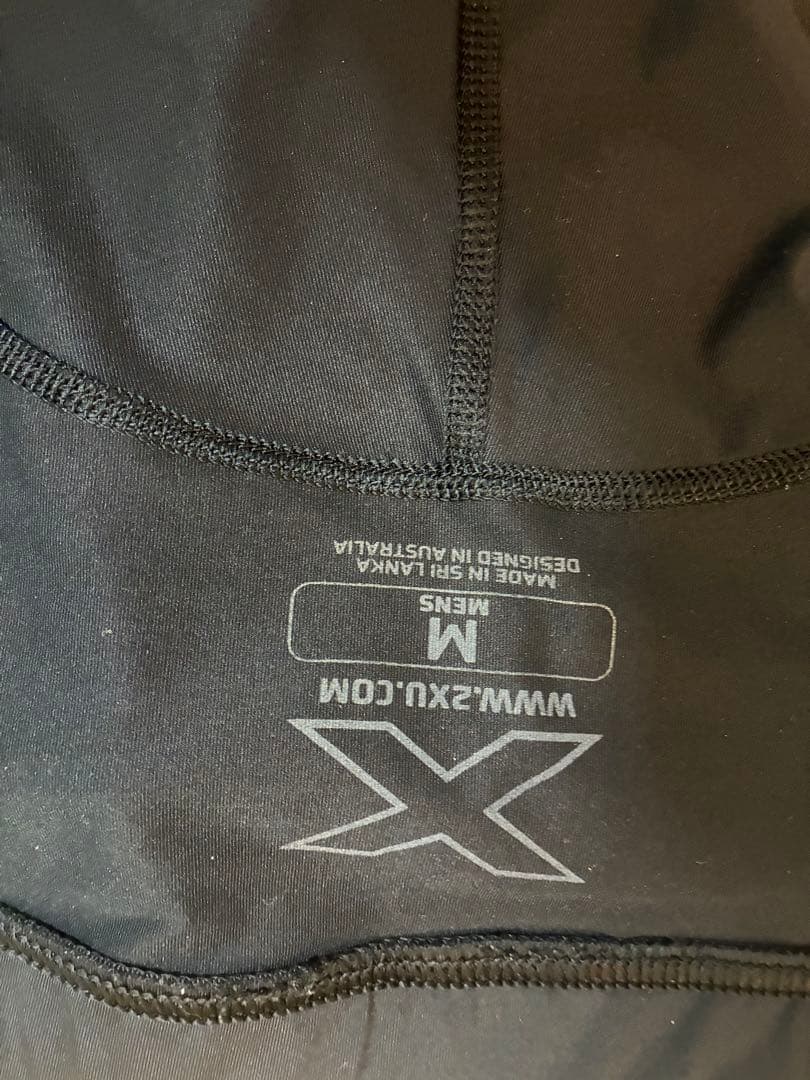 X
WWW.2XU.COM
M
MENS
MADE IN SRI LANKA
DESIGNED IN AUSTRALIA